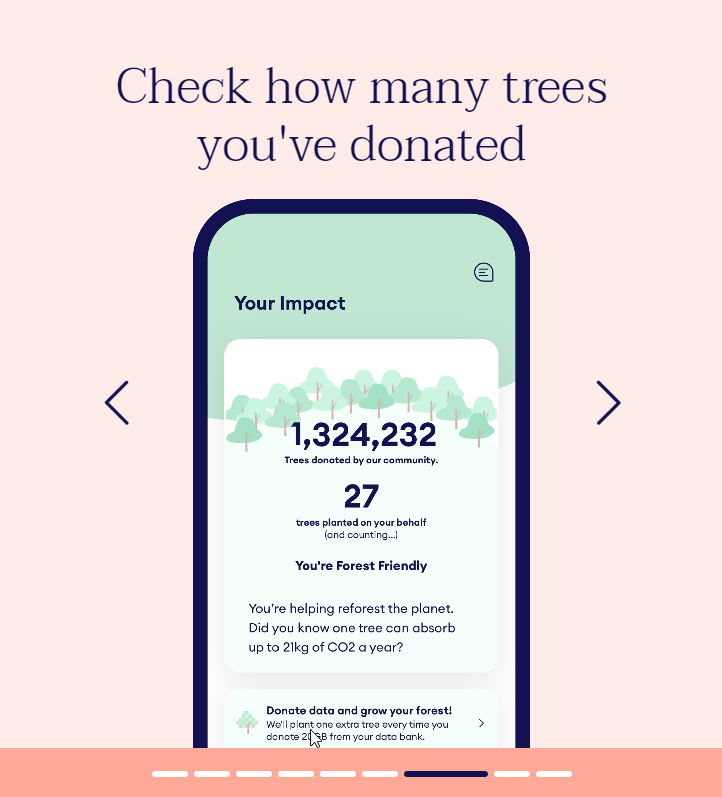 Check how many trees
you've donated
Your Impact
1,324,232
Trees donated by our community.
27
trees planted on your behalf
(and counting...)
You're Forest Friendly
You're helping reforest the planet.
Did you know one tree can absorb
up to 21kg of CO2 a year?
Donate data and grow your forest!
We'll plant one extra tree every time you
donate from your data bank.